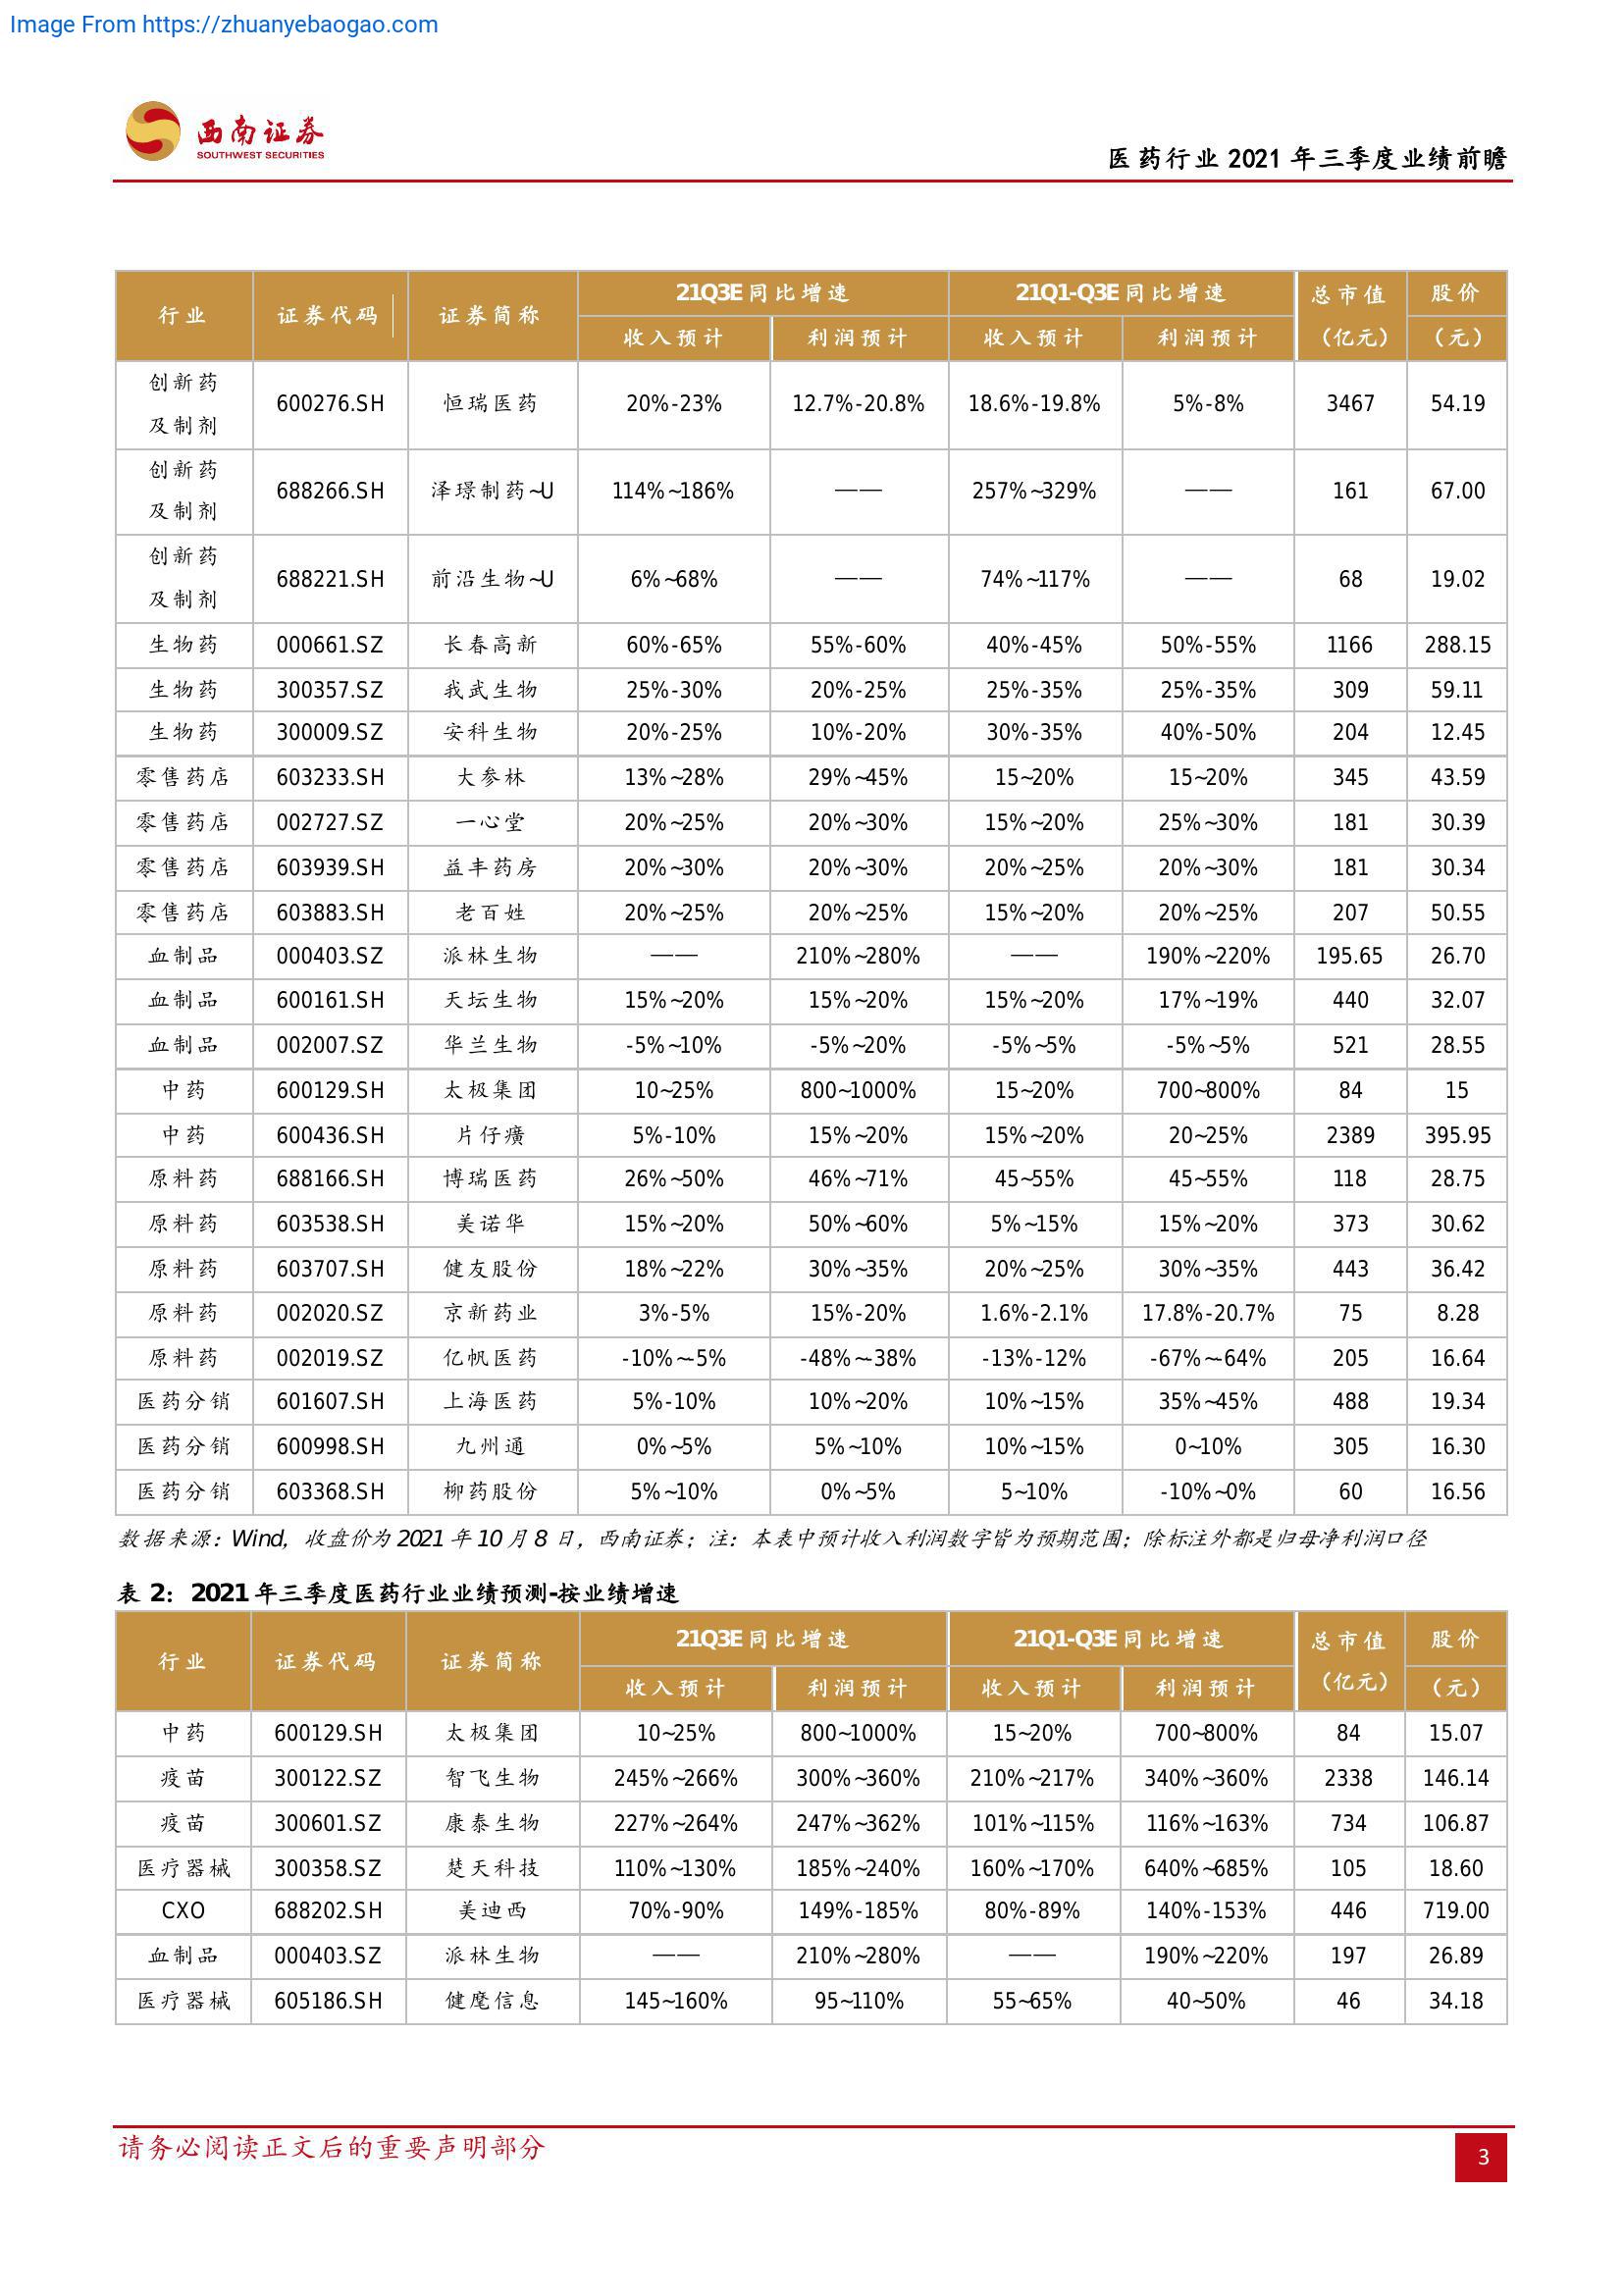 Image From https://zhuanyebaogao.com
西南证券
SOUTHWEST SECURITIES
医药行业 2021 年三季度业绩前瞻
行业 证券代码 证券简称 21Q3E 同比增速 21Q1-Q3E 同比增速 总市值 股价
收入预计 利润预计 收入预计 利润预计 （亿元） （元）
创新药
及制剂 600276.SH 恒瑞医药 20%-23% 12.7%-20.8% 18.6%-19.8% 5%-8% 3467 54.19
创新药
及制剂 688266.SH 泽璟制药~U 114%~186% —— 257%~329% —— 161 67.00
创新药
及制剂 688221.SH 前沿生物~U 6%~68% —— 74%~117% —— 68 19.02
生物药 000661.SZ 长春高新 60%-65% 55%-60% 40%-45% 50%-55% 1166 288.15
生物药 300357.SZ 我武生物 25%-30% 20%-25% 25%-35% 25%-35% 309 59.11
生物药 300009.SZ 安科生物 20%-25% 10%-20% 30%-35% 40%-50% 204 12.45
零售药店 603233.SH 大参林 13%~28% 29%~45% 15~20% 15~20% 345 43.59
零售药店 002727.SZ 一心堂 20%~25% 20%~30% 15%~20% 25%~30% 181 30.39
零售药店 603939.SH 益丰药房 20%~30% 20%~30% 20%~25% 20%~30% 181 30.34
零售药店 603883.SH 老百姓 20%~25% 20%~25% 15%~20% 20%~25% 207 50.55
血制品 000403.SZ 派林生物 —— 210%~280% —— 190%~220% 195.65 26.70
血制品 600161.SH 天坛生物 15%~20% 15%~20% 15%~20% 17%~19% 440 32.07
血制品 002007.SZ 华兰生物 -5%~10% -5%~20% -5%~5% -5%~5% 521 28.55
中药 600129.SH 太极集团 10~25% 800~1000% 15~20% 700~800% 84 15
中药 600436.SH 片仔癀 5%-10% 15%~20% 15%~20% 20~25% 2389 395.95
原料药 688166.SH 博瑞医药 26%~50% 46%~71% 45~55% 45~55% 118 28.75
原料药 603538.SH 美诺华 15%~20% 50%~60% 5%~15% 15%~20% 373 30.62
原料药 603707.SH 健友股份 18%~22% 30%~35% 20%~25% 30%~35% 443 36.42
原料药 002020.SZ 京新药业 3%-5% 15%-20% 1.6%-2.1% 17.8%-20.7% 75 8.28
原料药 002019.SZ 亿帆医药 -10%~-5% -48%~-38% -13%-12% -67%~-64% 205 16.64
医药分销 601607.SH 上海医药 5%-10% 10%~20% 10%~15% 35%~45% 488 19.34
医药分销 600998.SH 九州通 0%~5% 5%~10% 10%~15% 0~10% 305 16.30
医药分销 603368.SH 柳药股份 5%~10% 0%~5% 5~10% -10%~0% 60 16.56
数据来源：Wind，收盘价为 2021 年 10 月 8 日，西南证券；注：本表中预计收入利润数字皆为预期范围；除标注外都是归母净利润口径
表 2：2021 年三季度医药行业业绩预测-按业绩增速
行业 证券代码 证券简称 21Q3E 同比增速 21Q1-Q3E 同比增速 总市值 股价
收入预计 利润预计 收入预计 利润预计 （亿元） （元）
中药 600129.SH 太极集团 10~25% 800~1000% 15~20% 700~800% 84 15.07
疫苗 300122.SZ 智飞生物 245%~266% 300%~360% 210%~217% 340%~360% 2338 146.14
疫苗 300601.SZ 康泰生物 227%~264% 247%~362% 101%~115% 116%~163% 734 106.87
医疗器械 300358.SZ 楚天科技 110%~130% 185%~240% 160%~170% 640%~685% 105 18.60
CXO 688202.SH 美迪西 70%-90% 149%-185% 80%-89% 140%-153% 446 719.00
血制品 000403.SZ 派林生物 —— 210%~280% —— 190%~220% 197 26.89
医疗器械 605186.SH 健麾信息 145~160% 95~110% 55~65% 40~50% 46 34.18
请务必阅读正文后的重要声明部分
3